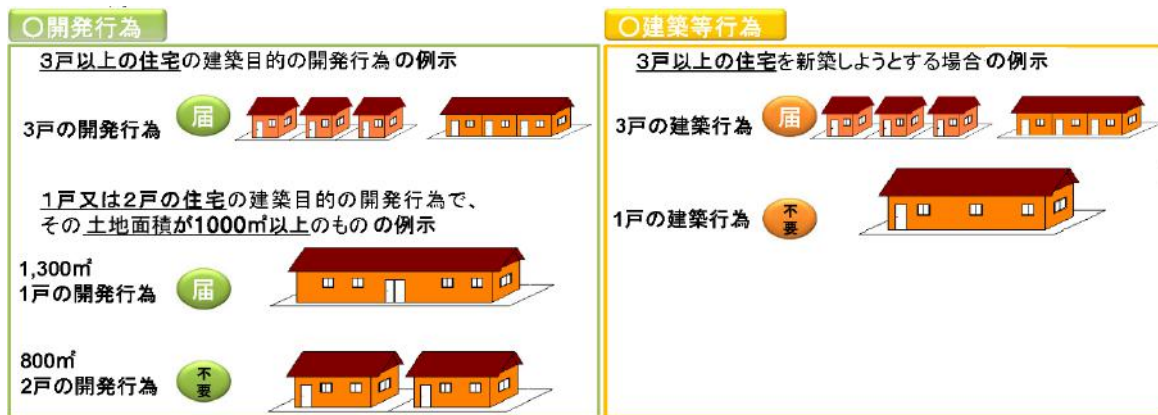 〇開発行為
3戸以上の住宅の建築目的の開発行為の例示
3戸の開発行為
届
1戸又は2戸の住宅の建築目的の開発行為で、
その土地面積が1000㎡以上のものの例示
1,300㎡
1戸の開発行為
届
800㎡
2戸の開発行為
不要
〇建築等行為
3戸以上の住宅を新築しようとする場合の例示
3戸の建築行為
届
1戸の建築行為
不要